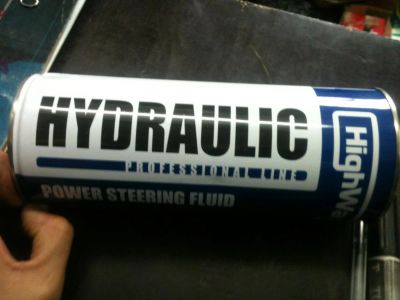 HYDRAULIC
PROFESSIONAL LINE
POWER STEERING FLUID